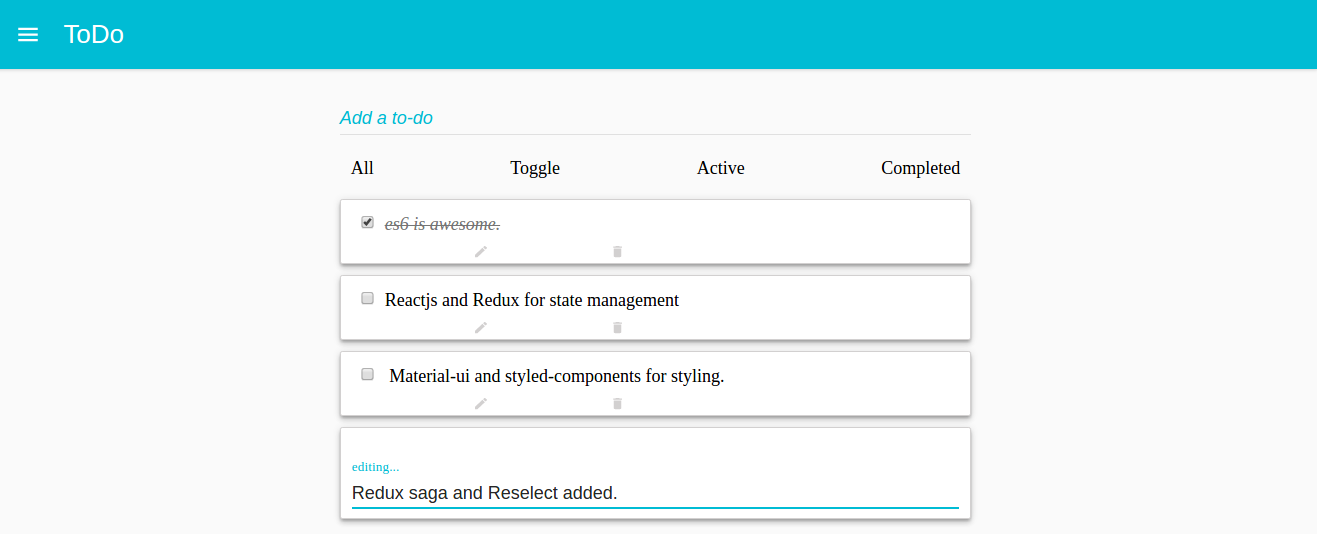 ToDo
Add a to-do
All Toggle Active Completed
es6 is awesome.
Reactjs and Redux for state management
Material-ui and styled-components for styling.
editing...
Redux saga and Reselect added.